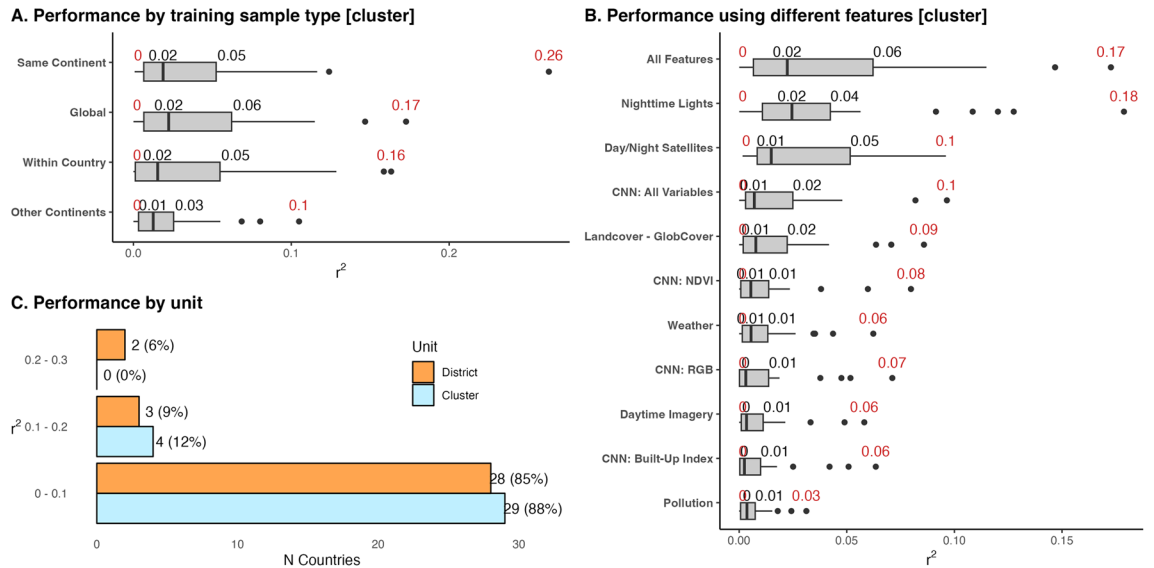 A. Performance by training sample type [cluster]
Same Continent
0 0.02 0.05 0.26
Global
0 0.02 0.06 0.17
Within Country
0 0.02 0.05 0.16
Other Continents
0 0.01 0.03 0.1
0.0 0.1 0.2
r²
C. Performance by unit
0.2 - 0.3
2 (6%)
0 (0%)
r²
0.1 - 0.2
3 (9%)
4 (12%)
0 - 0.1
28 (85%)
29 (88%)
Unit
District
Cluster
0 10 20 30
N Countries
B. Performance using different features [cluster]
All Features
0 0.02 0.06 0.17
Nighttime Lights
0 0.02 0.04 0.18
Day/Night Satellites
0 0.01 0.05 0.1
CNN: All Variables
0 0.01 0.02 0.1
Landcover - GlobCover
0 0.01 0.02 0.09
CNN: NDVI
0 0.01 0.01 0.08
Weather
0 0.01 0.01 0.06
CNN: RGB
0 0 0.01 0.07
Daytime Imagery
0 0 0.01 0.06
CNN: Built-Up Index
0 0 0.01 0.06
Pollution
0 0 0.01 0.03
0.00 0.05 0.10 0.15
r²